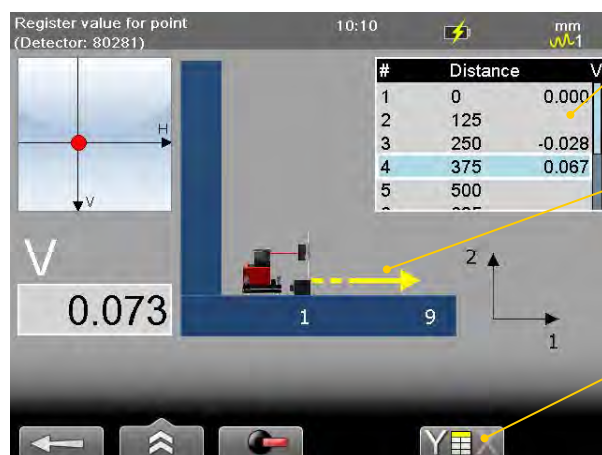 Register value for point
(Detector: 80281)
10:10
mm
1
H
V
V
0.073
# Distance V
1 0 0.000
2 125
3 250 -0.028
4 375 0.067
5 500
1 9
2
1
Y X